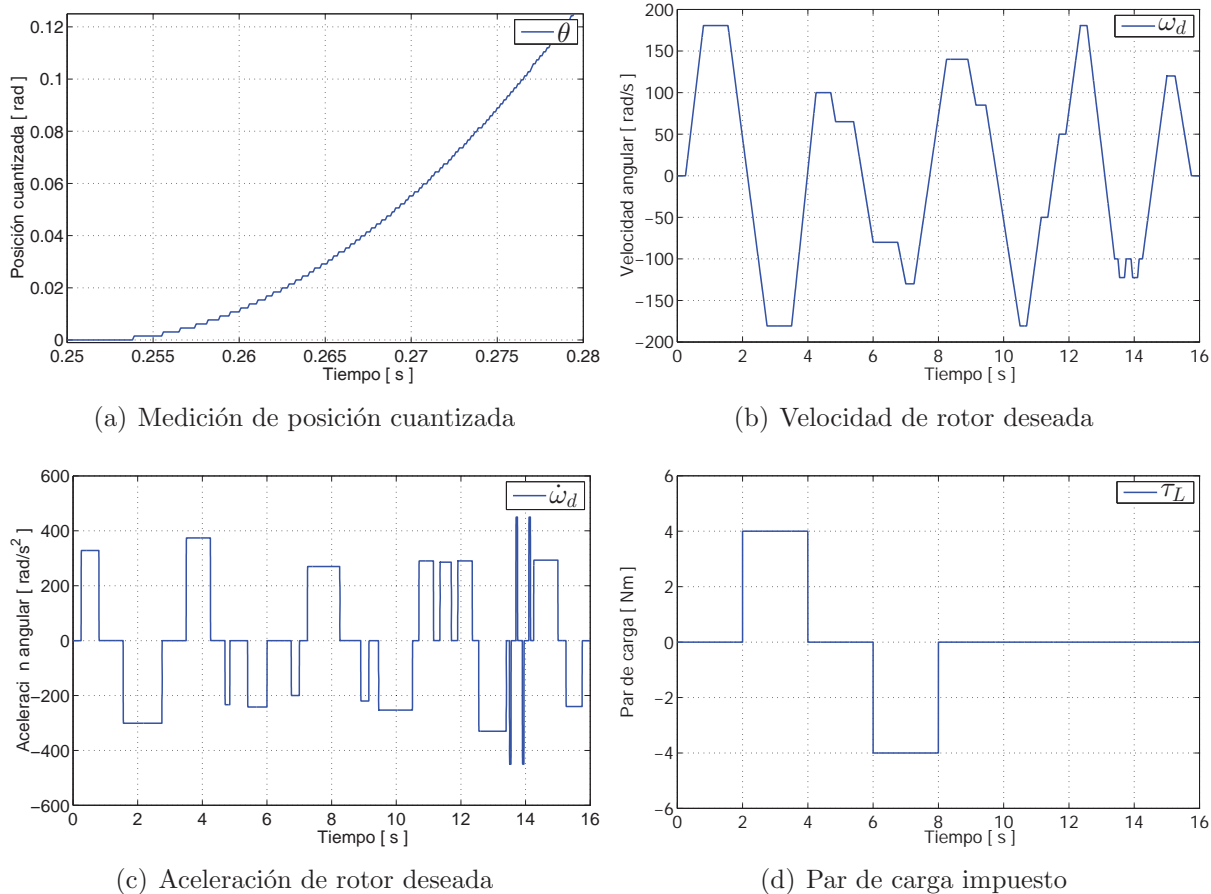 0.12
0.1
0.08
0.06
0.04
0.02
0
Posición cuantizada [ rad ]
θ
0.25 0.255 0.26 0.265 0.27 0.275 0.28
Tiempo [ s ]
(a) Medición de posición cuantizada
200
150
100
50
0
−50
−100
−150
−200
Velocidad angular [ rad/s ]
ω_d
0 2 4 6 8 10 12 14 16
Tiempo [ s ]
(b) Velocidad de rotor deseada
600
400
200
0
−200
−400
−600
Aceleraci n angular [ rad/s² ]
ω̇_d
0 2 4 6 8 10 12 14 16
Tiempo [ s ]
(c) Aceleración de rotor deseada
6
4
2
0
−2
−4
−6
Par de carga [ Nm ]
τ_L
0 2 4 6 8 10 12 14 16
Tiempo [ s ]
(d) Par de carga impuesto